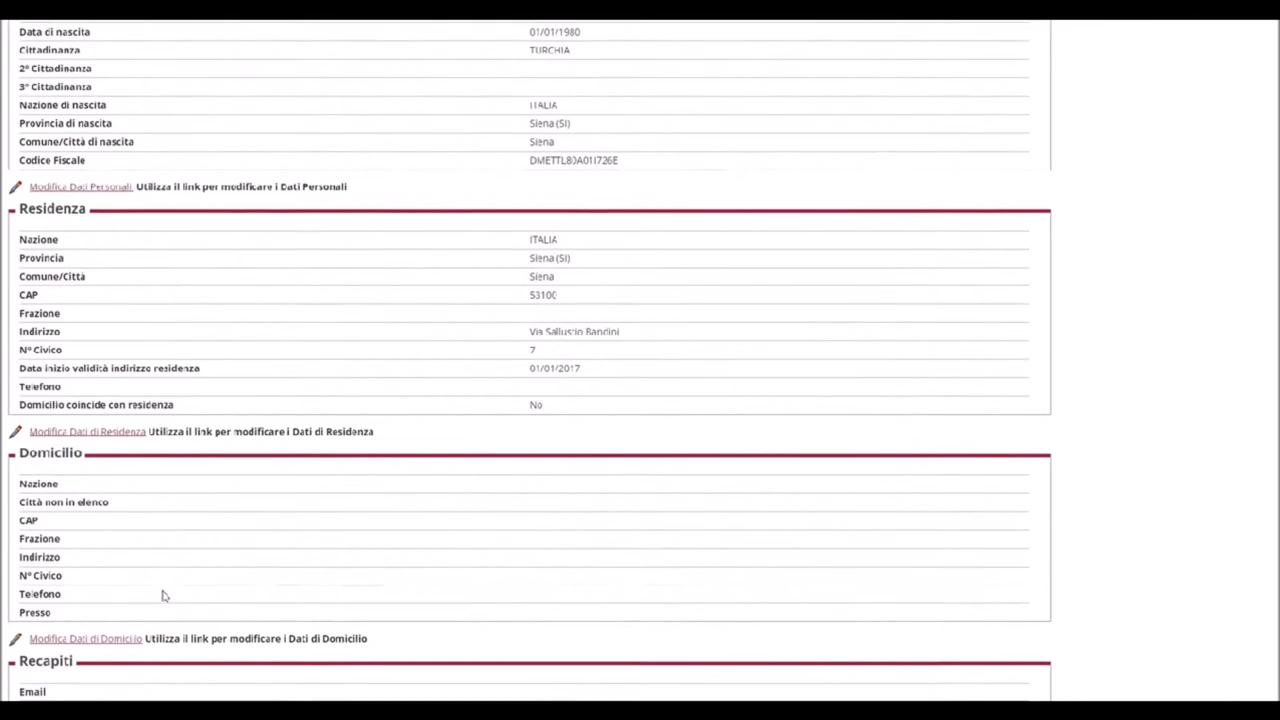 Data di nascita 01/01/1980
Cittadinanza TURCHIA
2° Cittadinanza
3° Cittadinanza
Nazione di nascita ITALIA
Provincia di nascita Siena (SI)
Comune/Città di nascita Siena
Codice Fiscale DMETTL80A01I726E
Modifica Dati Personali Utilizza il link per modificare i Dati Personali
Residenza
Nazione ITALIA
Provincia Siena (SI)
Comune/Città Siena
CAP 53100
Frazione
Indirizzo Via Sallustio Bandini
N° Civico 7
Data inizio validità indirizzo residenza 01/01/2017
Telefono
Domicilio coincide con residenza No
Modifica Dati di Residenza Utilizza il link per modificare i Dati di Residenza
Domicilio
Nazione
Città non in elenco
CAP
Frazione
Indirizzo
N° Civico
Telefono
Presso
Modifica Dati di Domicilio Utilizza il link per modificare i Dati di Domicilio
Recapiti
Email